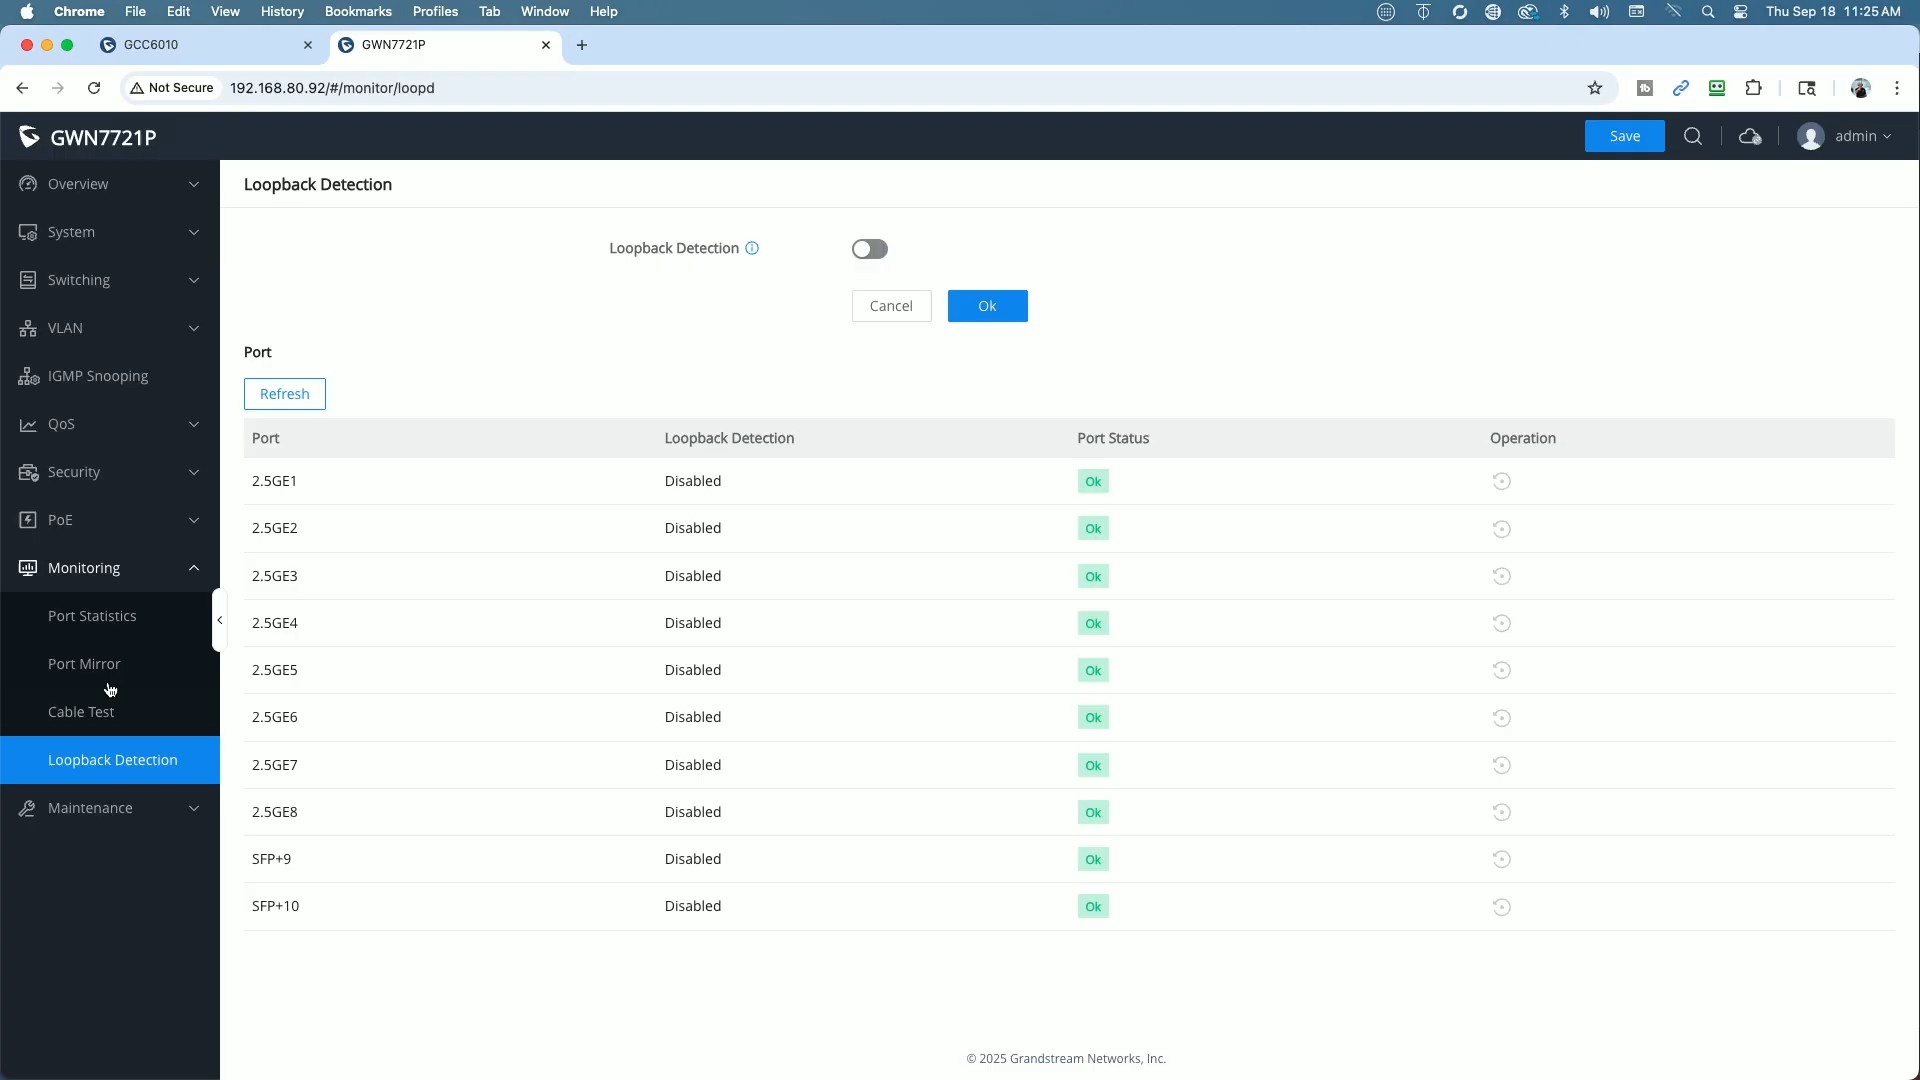 Chrome File Edit View History Bookmarks Profiles Tab Window Help Thu Sep 18 11:25 AM
GCC6010 GWN7721P
Not Secure 192.168.80.92/#/monitor/loopd
GWN7721P Save admin
Overview
System
Switching
VLAN
IGMP Snooping
QoS
Security
PoE
Monitoring
Port Statistics
Port Mirror
Cable Test
Loopback Detection
Maintenance
Loopback Detection
Loopback Detection
Cancel Ok
Port
Refresh
Port Loopback Detection Port Status Operation
2.5GE1 Disabled Ok
2.5GE2 Disabled Ok
2.5GE3 Disabled Ok
2.5GE4 Disabled Ok
2.5GE5 Disabled Ok
2.5GE6 Disabled Ok
2.5GE7 Disabled Ok
2.5GE8 Disabled Ok
SFP+9 Disabled Ok
SFP+10 Disabled Ok
© 2025 Grandstream Networks, Inc.